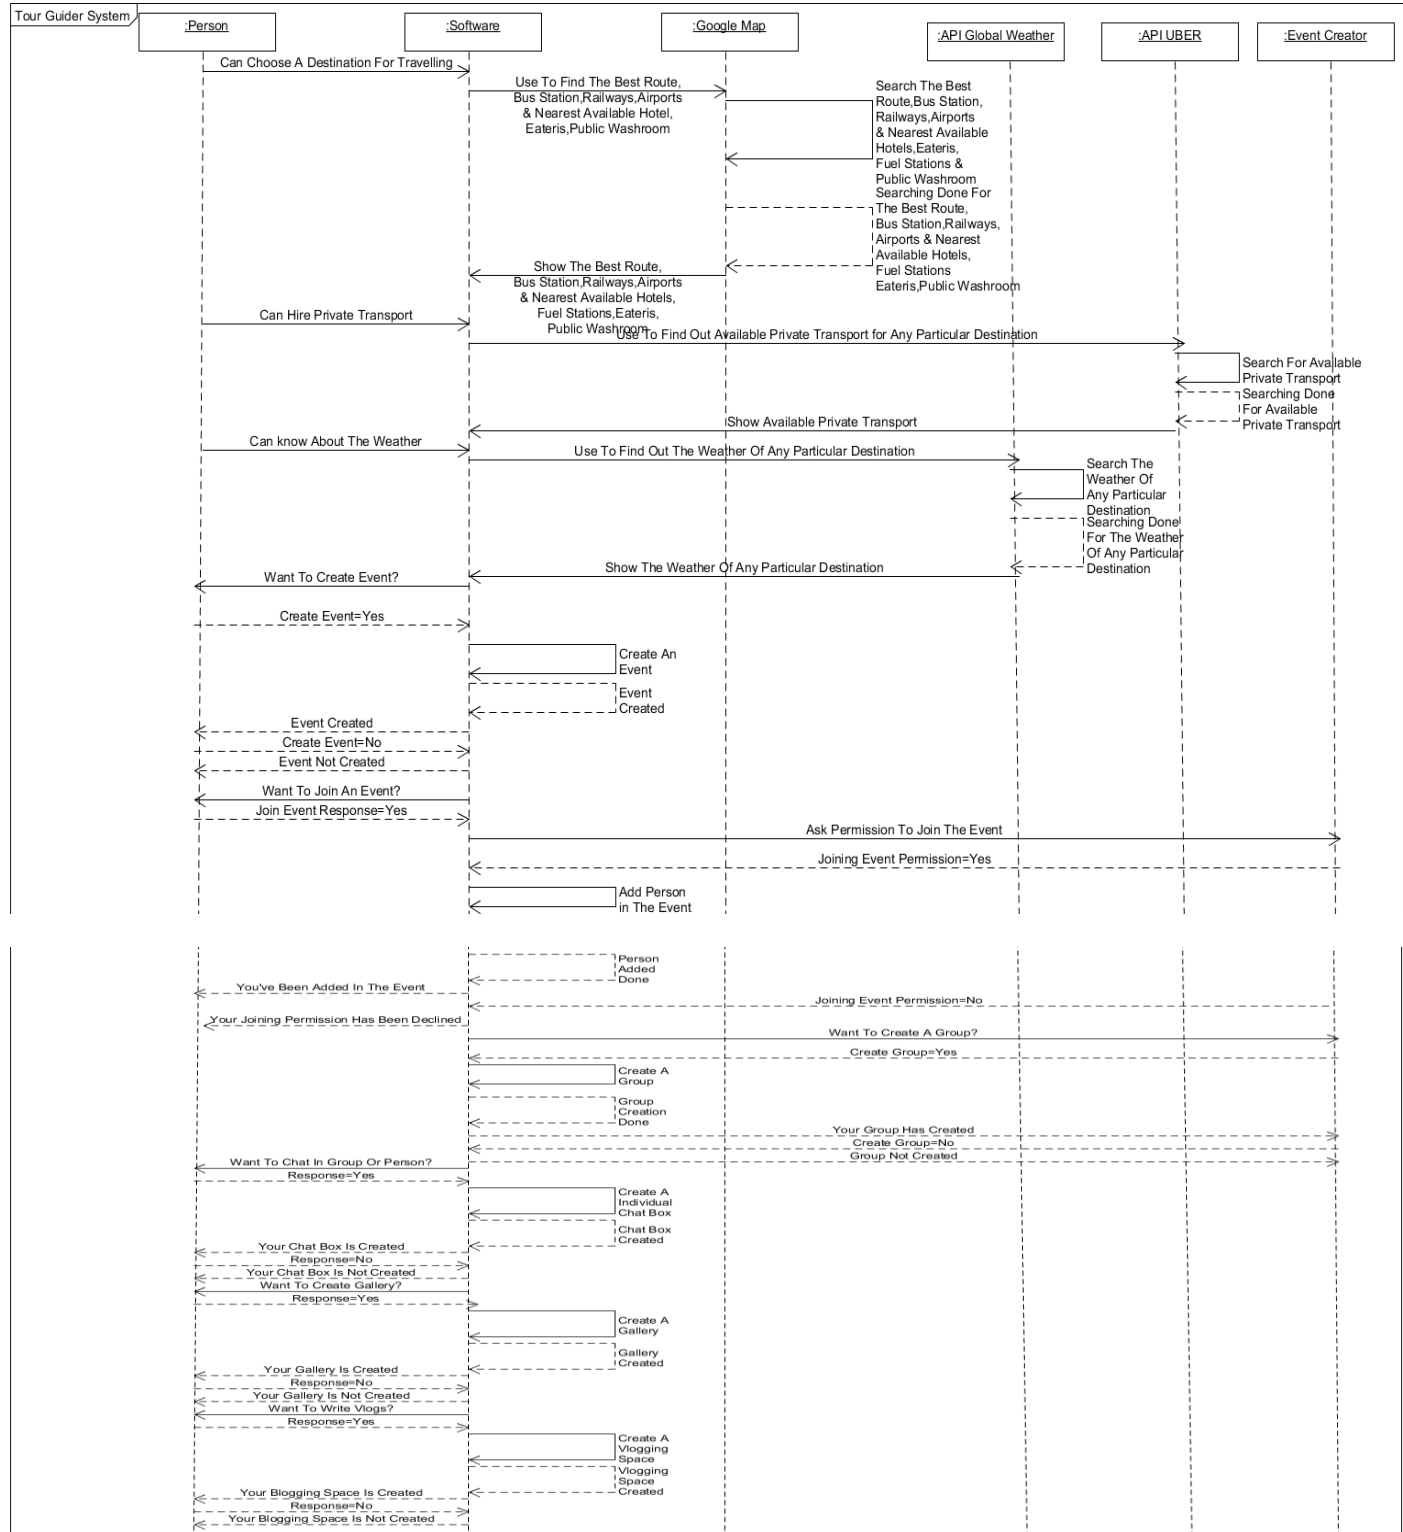 Tour Guider System
:Person
:Software
:Google Map
:API Global Weather
:API UBER
:Event Creator
Can Choose A Destination For Travelling
Use To Find The Best Route,
Bus Station,Railways,Airports
& Nearest Available Hotel,
Eateris,Public Washroom
Search The Best
Route,Bus Station,
Railways,Airports
& Nearest Available
Hotels,Eateris,
Fuel Stations &
Public Washroom
Searching Done For
The Best Route,
Bus Station,Railways,
Airports & Nearest
Available Hotels,
Fuel Stations
Eateris,Public Washroom
Show The Best Route,
Bus Station,Railways,Airports
& Nearest Available Hotels,
Fuel Stations,Eateris,
Public Washroom
Can Hire Private Transport
Use To Find Out Available Private Transport for Any Particular Destination
Search For Available
Private Transport
Searching Done
For Available
Private Transport
Show Available Private Transport
Can know About The Weather
Use To Find Out The Weather Of Any Particular Destination
Search The
Weather Of
Any Particular
Destination
Searching Done
For The Weather
Of Any Particular
Destination
Show The Weather Of Any Particular Destination
Want To Create Event?
Create Event=Yes
Create An
Event
Event
Created
Event Created
Create Event=No
Event Not Created
Want To Join An Event?
Join Event Response=Yes
Ask Permission To Join The Event
Joining Event Permission=Yes
Add Person
in The Event
Person
Added
Done
You've Been Added In The Event
Joining Event Permission=No
Your Joining Permission Has Been Declined
Want To Create A Group?
Create Group=Yes
Create A
Group
Group
Creation
Done
Your Group Has Created
Create Group=No
Group Not Created
Want To Chat In Group Or Person?
Response=Yes
Create A
Individual
Chat Box
Chat Box
Created
Your Chat Box Is Created
Response=No
Your Chat Box Is Not Created
Want To Create Gallery?
Response=Yes
Create A
Gallery
Gallery
Created
Your Gallery Is Created
Response=No
Your Gallery Is Not Created
Want To Write Vlogs?
Response=Yes
Create A
Vlogging
Space
Vlogging
Space
Created
Your Blogging Space Is Created
Response=No
Your Blogging Space Is Not Created